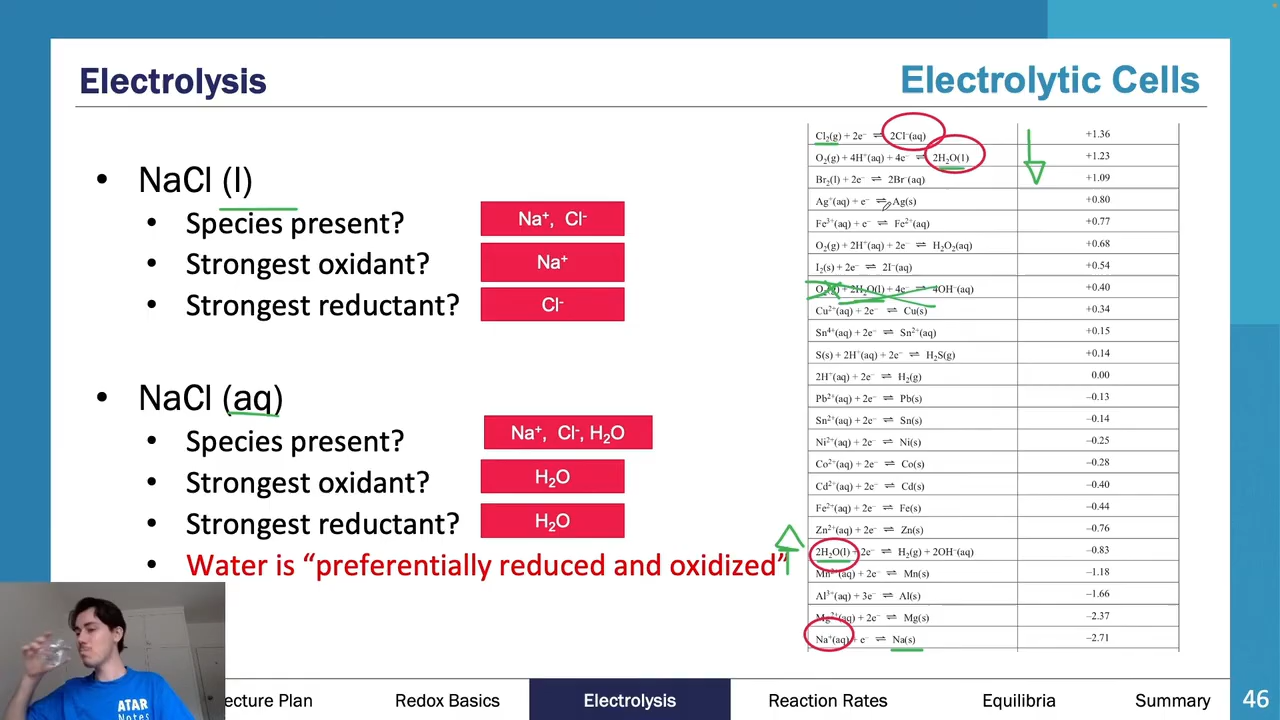 Electrolysis
Electrolytic Cells
• NaCl (l)
• Species present?
Na⁺, Cl⁻
• Strongest oxidant?
Na⁺
• Strongest reductant?
Cl⁻
• NaCl (aq)
• Species present?
Na⁺, Cl⁻, H₂O
• Strongest oxidant?
H₂O
• Strongest reductant?
H₂O
• Water is “preferentially reduced and oxidized”
Cl₂(g) + 2e⁻ ⇌ 2Cl⁻(aq) +1.36
O₂(g) + 4H⁺(aq) + 4e⁻ ⇌ 2H₂O(l) +1.23
Br₂(l) + 2e⁻ ⇌ 2Br⁻(aq) +1.09
Ag⁺(aq) + e⁻ ⇌ Ag(s) +0.80
Fe³⁺(aq) + e⁻ ⇌ Fe²⁺(aq) +0.77
O₂(g) + 2H⁺(aq) + 2e⁻ ⇌ H₂O₂(aq) +0.68
I₂(s) + 2e⁻ ⇌ 2I⁻(aq) +0.54
O₂(g) + 2H₂O(l) + 4e⁻ ⇌ 4OH⁻(aq) +0.40
Cu²⁺(aq) + 2e⁻ ⇌ Cu(s) +0.34
Sn⁴⁺(aq) + 2e⁻ ⇌ Sn²⁺(aq) +0.15
S(s) + 2H⁺(aq) + 2e⁻ ⇌ H₂S(g) +0.14
2H⁺(aq) + 2e⁻ ⇌ H₂(g) 0.00
Pb²⁺(aq) + 2e⁻ ⇌ Pb(s) –0.13
Sn²⁺(aq) + 2e⁻ ⇌ Sn(s) –0.14
Ni²⁺(aq) + 2e⁻ ⇌ Ni(s) –0.25
Co²⁺(aq) + 2e⁻ ⇌ Co(s) –0.28
Cd²⁺(aq) + 2e⁻ ⇌ Cd(s) –0.40
Fe²⁺(aq) + 2e⁻ ⇌ Fe(s) –0.44
Zn²⁺(aq) + 2e⁻ ⇌ Zn(s) –0.76
2H₂O(l) + 2e⁻ ⇌ H₂(g) + 2OH⁻(aq) –0.83
Mn²⁺(aq) + 2e⁻ ⇌ Mn(s) –1.18
Al³⁺(aq) + 3e⁻ ⇌ Al(s) –1.66
Mg²⁺(aq) + 2e⁻ ⇌ Mg(s) –2.37
Na⁺(aq) + e⁻ ⇌ Na(s) –2.71
ATAR
Notes
Plan Redox Basics Electrolysis Reaction Rates Equilibria Summary 46